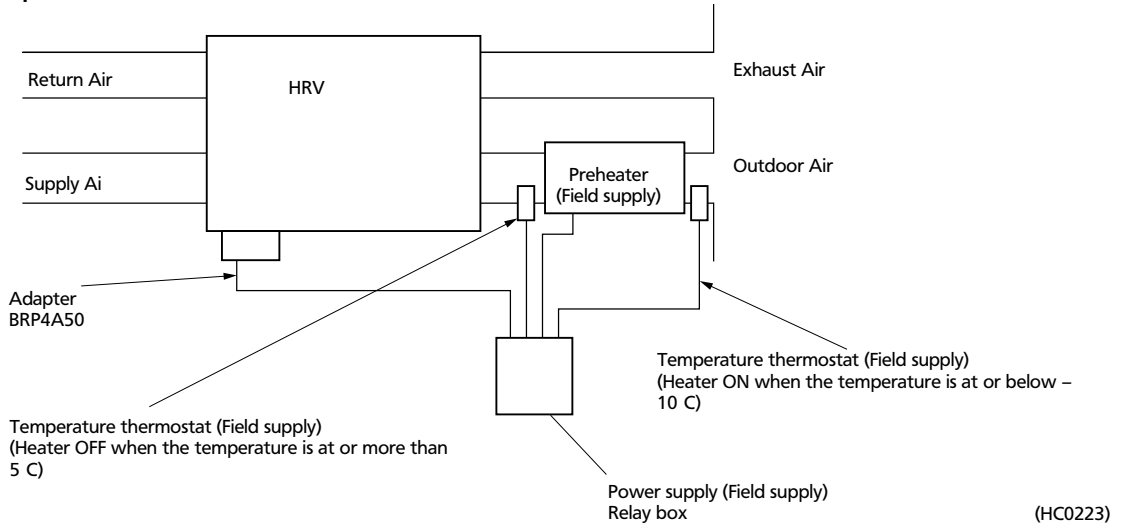 Return Air
HRV
Exhaust Air
Supply Ai
Preheater
(Field supply)
Outdoor Air
Adapter
BRP4A50
Temperature thermostat (Field supply)
(Heater ON when the temperature is at or below –
10 C)
Temperature thermostat (Field supply)
(Heater OFF when the temperature is at or more than
5 C)
Power supply (Field supply)
Relay box
(HC0223)